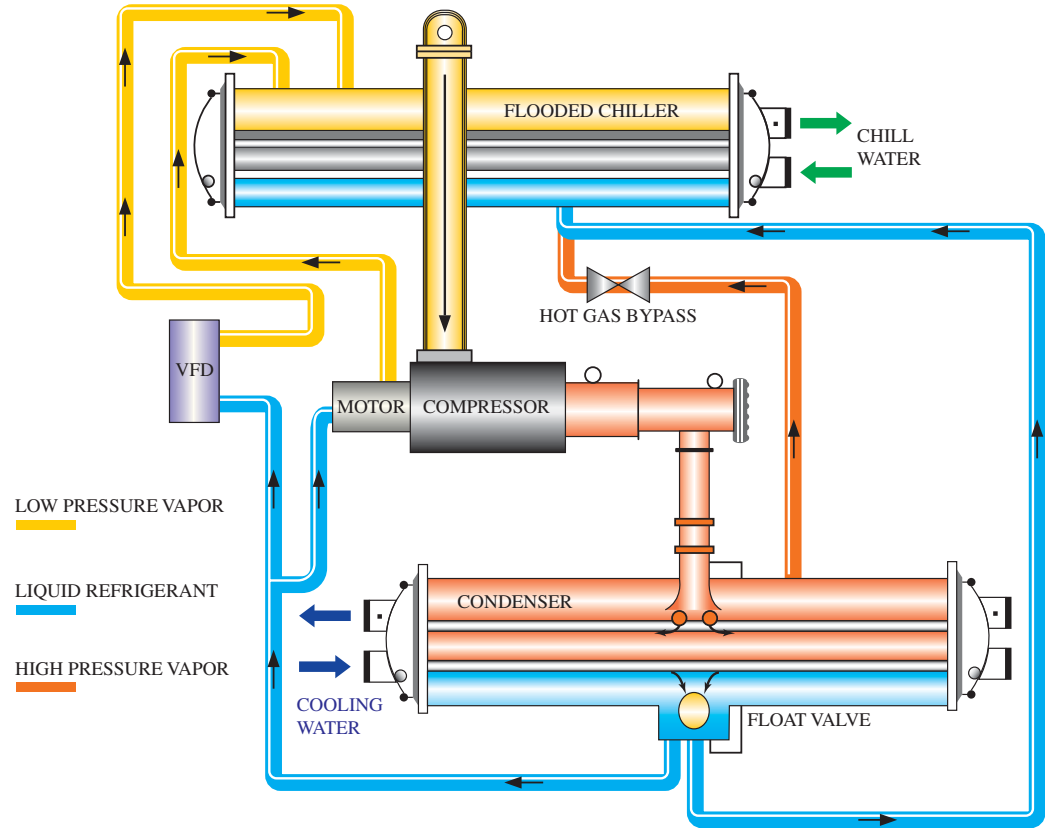 FLOODED CHILLER
CHILL
WATER
HOT GAS BYPASS
VFD
MOTOR
COMPRESSOR
LOW PRESSURE VAPOR
LIQUID REFRIGERANT
HIGH PRESSURE VAPOR
CONDENSER
COOLING
WATER
FLOAT VALVE